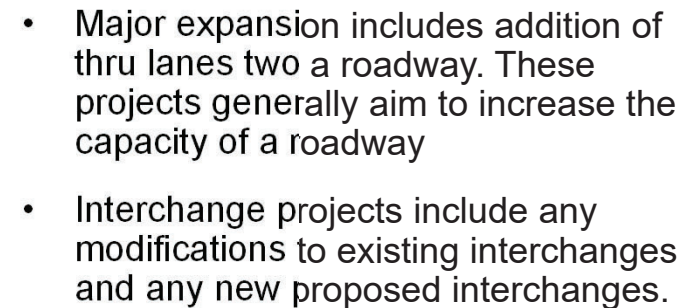 • Major expansion includes addition of
thru lanes two a roadway. These
projects generally aim to increase the
capacity of a roadway
• Interchange projects include any
modifications to existing interchanges
and any new proposed interchanges.